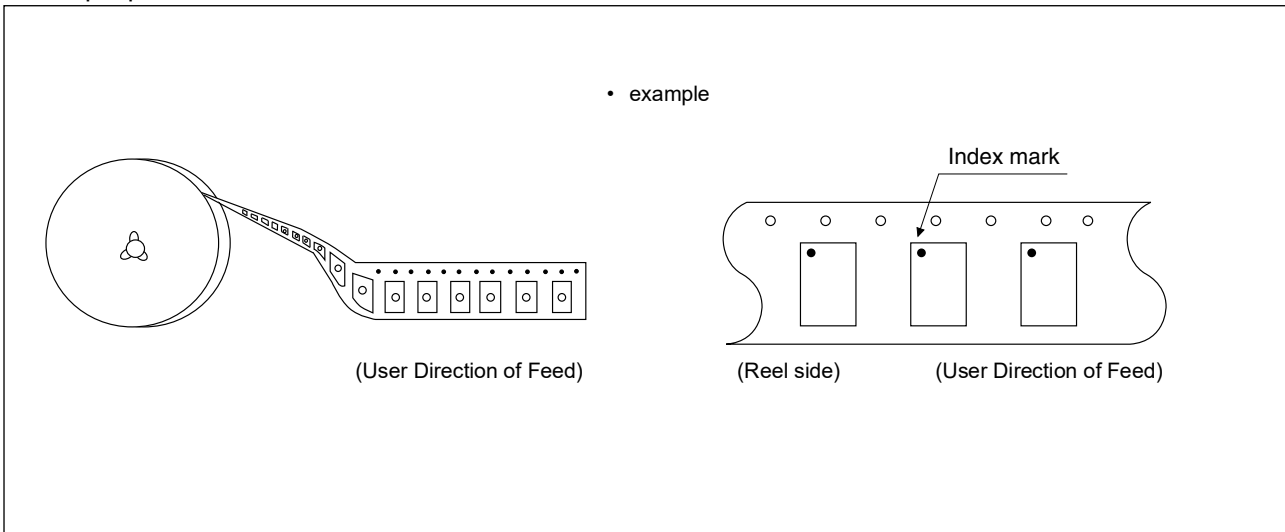 • example
Index mark
(User Direction of Feed)
(Reel side)
(User Direction of Feed)